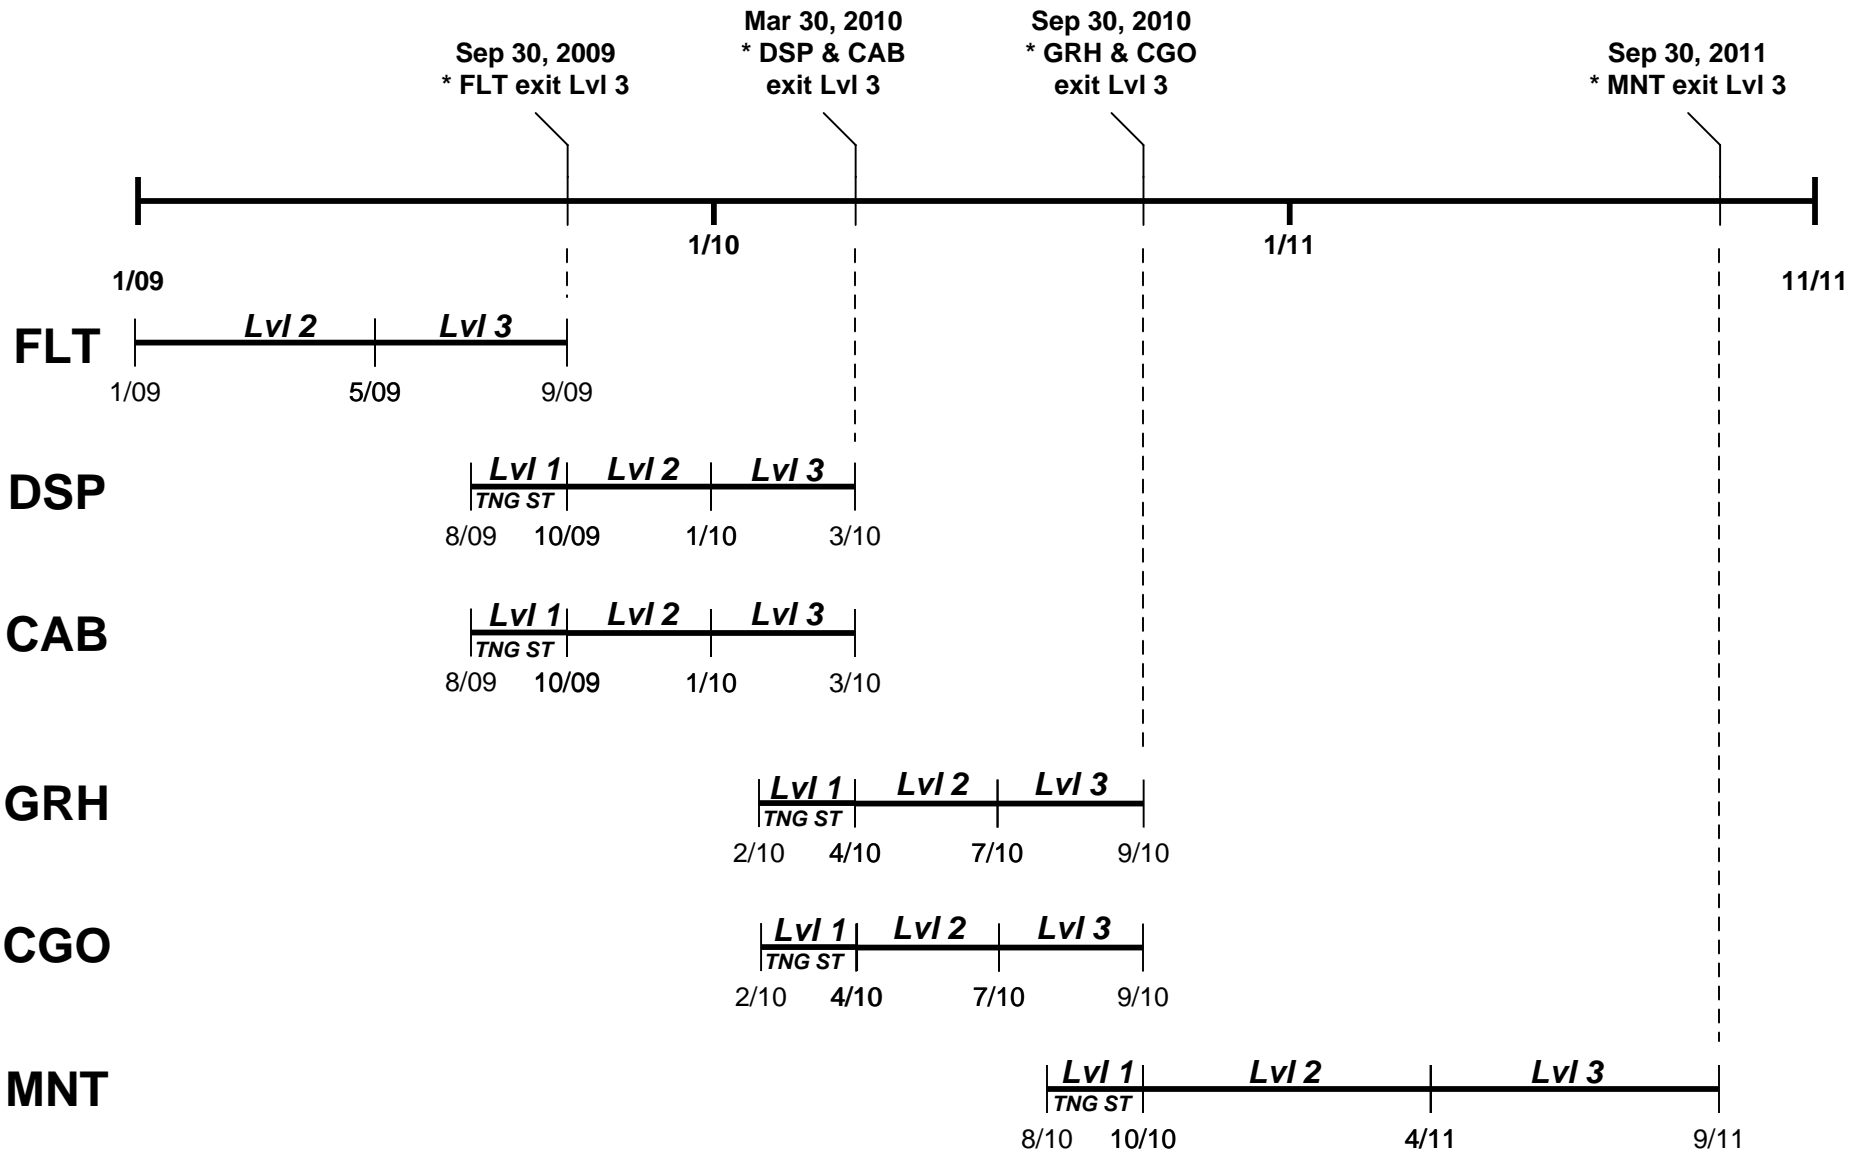 Sep 30, 2009
* FLT exit Lvl 3
Mar 30, 2010
* DSP & CAB
exit Lvl 3
Sep 30, 2010
* GRH & CGO
exit Lvl 3
Sep 30, 2011
* MNT exit Lvl 3
1/10
1/11
1/09
11/11
FLT
Lvl 2
Lvl 3
1/09
5/09
9/09
DSP
Lvl 1
Lvl 2
Lvl 3
TNG ST
8/09
10/09
1/10
3/10
CAB
Lvl 1
Lvl 2
Lvl 3
TNG ST
8/09
10/09
1/10
3/10
GRH
Lvl 1
Lvl 2
Lvl 3
TNG ST
2/10
4/10
7/10
9/10
CGO
Lvl 1
Lvl 2
Lvl 3
TNG ST
2/10
4/10
7/10
9/10
MNT
Lvl 1
Lvl 2
Lvl 3
TNG ST
8/10
10/10
4/11
9/11